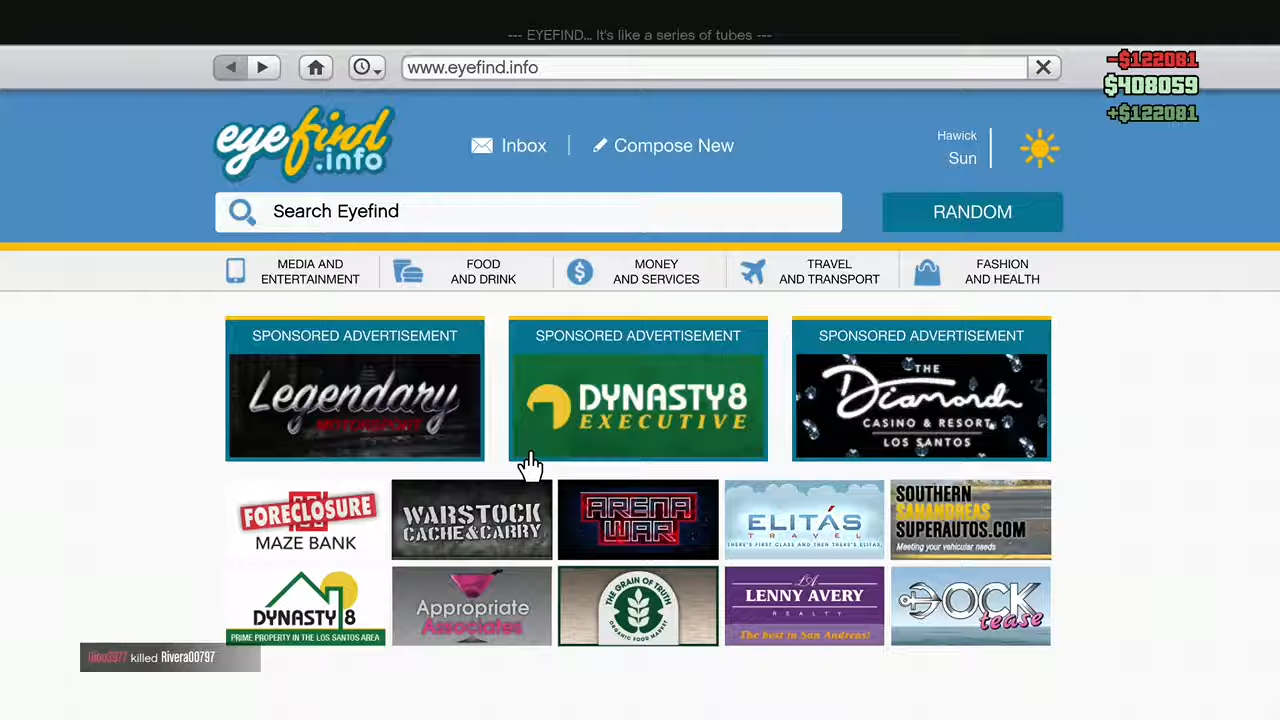 --- EYEFIND... It's like a series of tubes ---
www.eyefind.info
-$122081
$408059
+$122081
eyefind
.info
Inbox
Compose New
Hawick
Sun
Search Eyefind
RANDOM
MEDIA AND
ENTERTAINMENT
FOOD
AND DRINK
MONEY
AND SERVICES
TRAVEL
AND TRANSPORT
FASHION
AND HEALTH
SPONSORED ADVERTISEMENT
Legendary
MOTORSPORT
SPONSORED ADVERTISEMENT
DYNASTY8
EXECUTIVE
SPONSORED ADVERTISEMENT
THE
Diamond
CASINO & RESORT
LOS SANTOS
FORECLOSURE
MAZE BANK
WARSTOCK
CACHE&CARRY
ARENA
WAR
ELITÁS
TRAVEL
THERE'S FIRST CLASS AND THEN THERE'S ELITAS
SOUTHERN
SANANDREAS
SUPERAUTOS.COM
Meeting your vehicular needs
DYNASTY 8
PRIME PROPERTY IN THE LOS SANTOS AREA
Appropriate
Associates
THE GRAIN OF TRUTH
ORGANIC FOOD MARKET
LA
LENNY AVERY
REALTY
The best in San Andreas!
DOCK
tease
killed Rivera00797